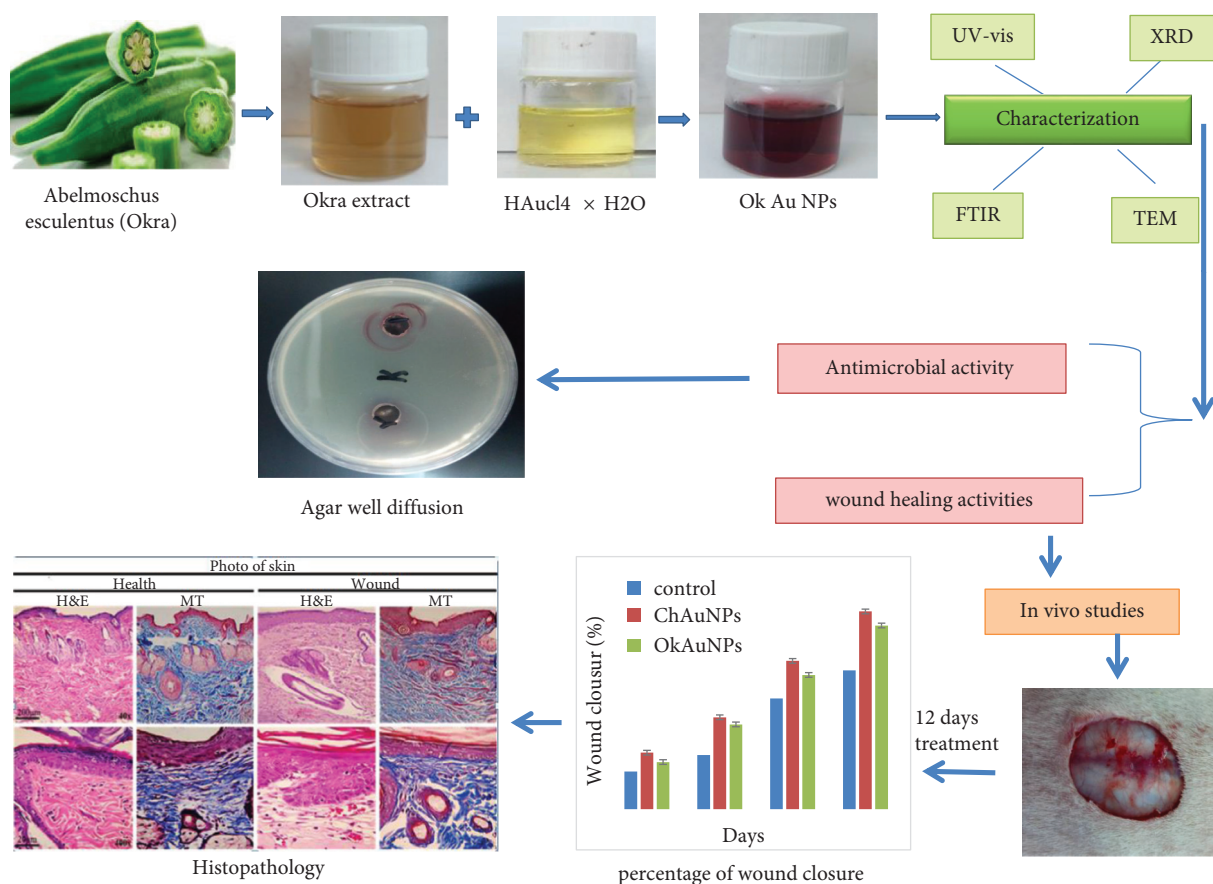 UV-vis
XRD
Characterization
FTIR
TEM
Abelmoschus
esculentus (Okra)
Okra extract
HAucl4 × H2O
Ok Au NPs
Antimicrobial activity
wound healing activities
Agar well diffusion
K
In vivo studies
12 days
treatment
Photo of skin
Health
Wound
H&E
MT
H&E
MT
Histopathology
Wound clousur (%)
control
ChAuNPs
OkAuNPs
Days
percentage of wound closure